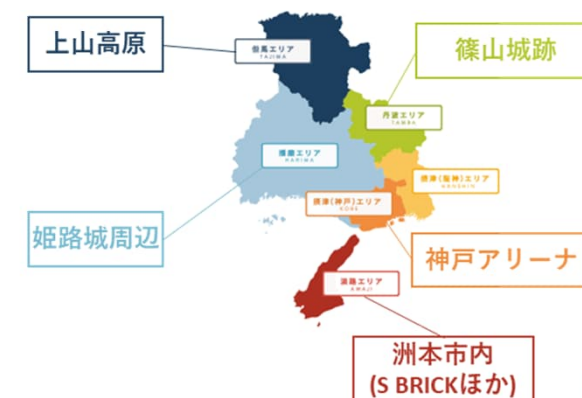 上山高原
但馬エリア
TAJIMA
篠山城跡
丹波エリア
TAMBA
播磨エリア
HARIMA
摂津(阪神)エリア
HANSHIN
摂津(神戸)エリア
KOBE
姫路城周辺
神戸アリーナ
淡路エリア
AWAJI
洲本市内
(S BRICKほか)